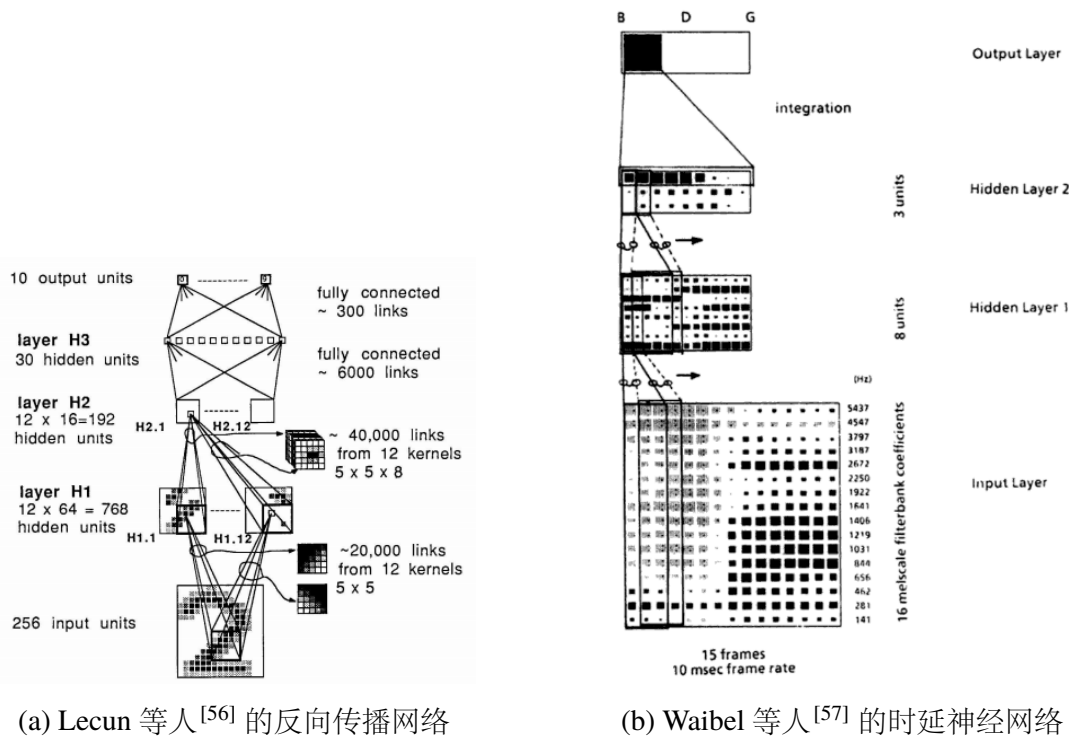 10 output units
fully connected
~ 300 links
layer H3
30 hidden units
fully connected
~ 6000 links
layer H2
12 x 16=192
hidden units
H2.1
H2.12
~ 40,000 links
from 12 kernels
5 x 5 x 8
layer H1
12 x 64 = 768
hidden units
H1.1
H1.12
~20,000 links
from 12 kernels
5 x 5
256 input units
(a) Lecun 等人[56] 的反向传播网络
B D G
Output Layer
integration
3 units
Hidden Layer 2
8 units
Hidden Layer 1
(Hz)
5437
4547
3797
3187
2672
2250
1922
1641
1406
1219
1031
844
656
462
281
141
16 melscale filterbank coefficients
Input Layer
15 frames
10 msec frame rate
(b) Waibel 等人[57] 的时延神经网络